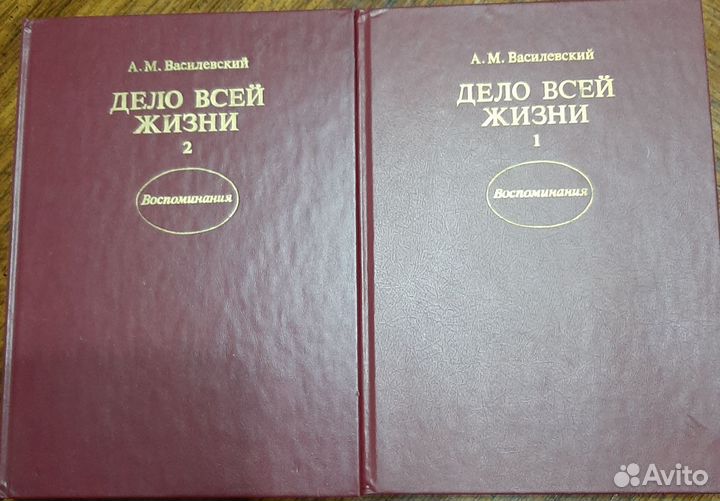 А. М. Василевский
ДЕЛО ВСЕЙ
ЖИЗНИ
2
Воспоминания
А. М. Василевский
ДЕЛО ВСЕЙ
ЖИЗНИ
1
Воспоминания
Avito